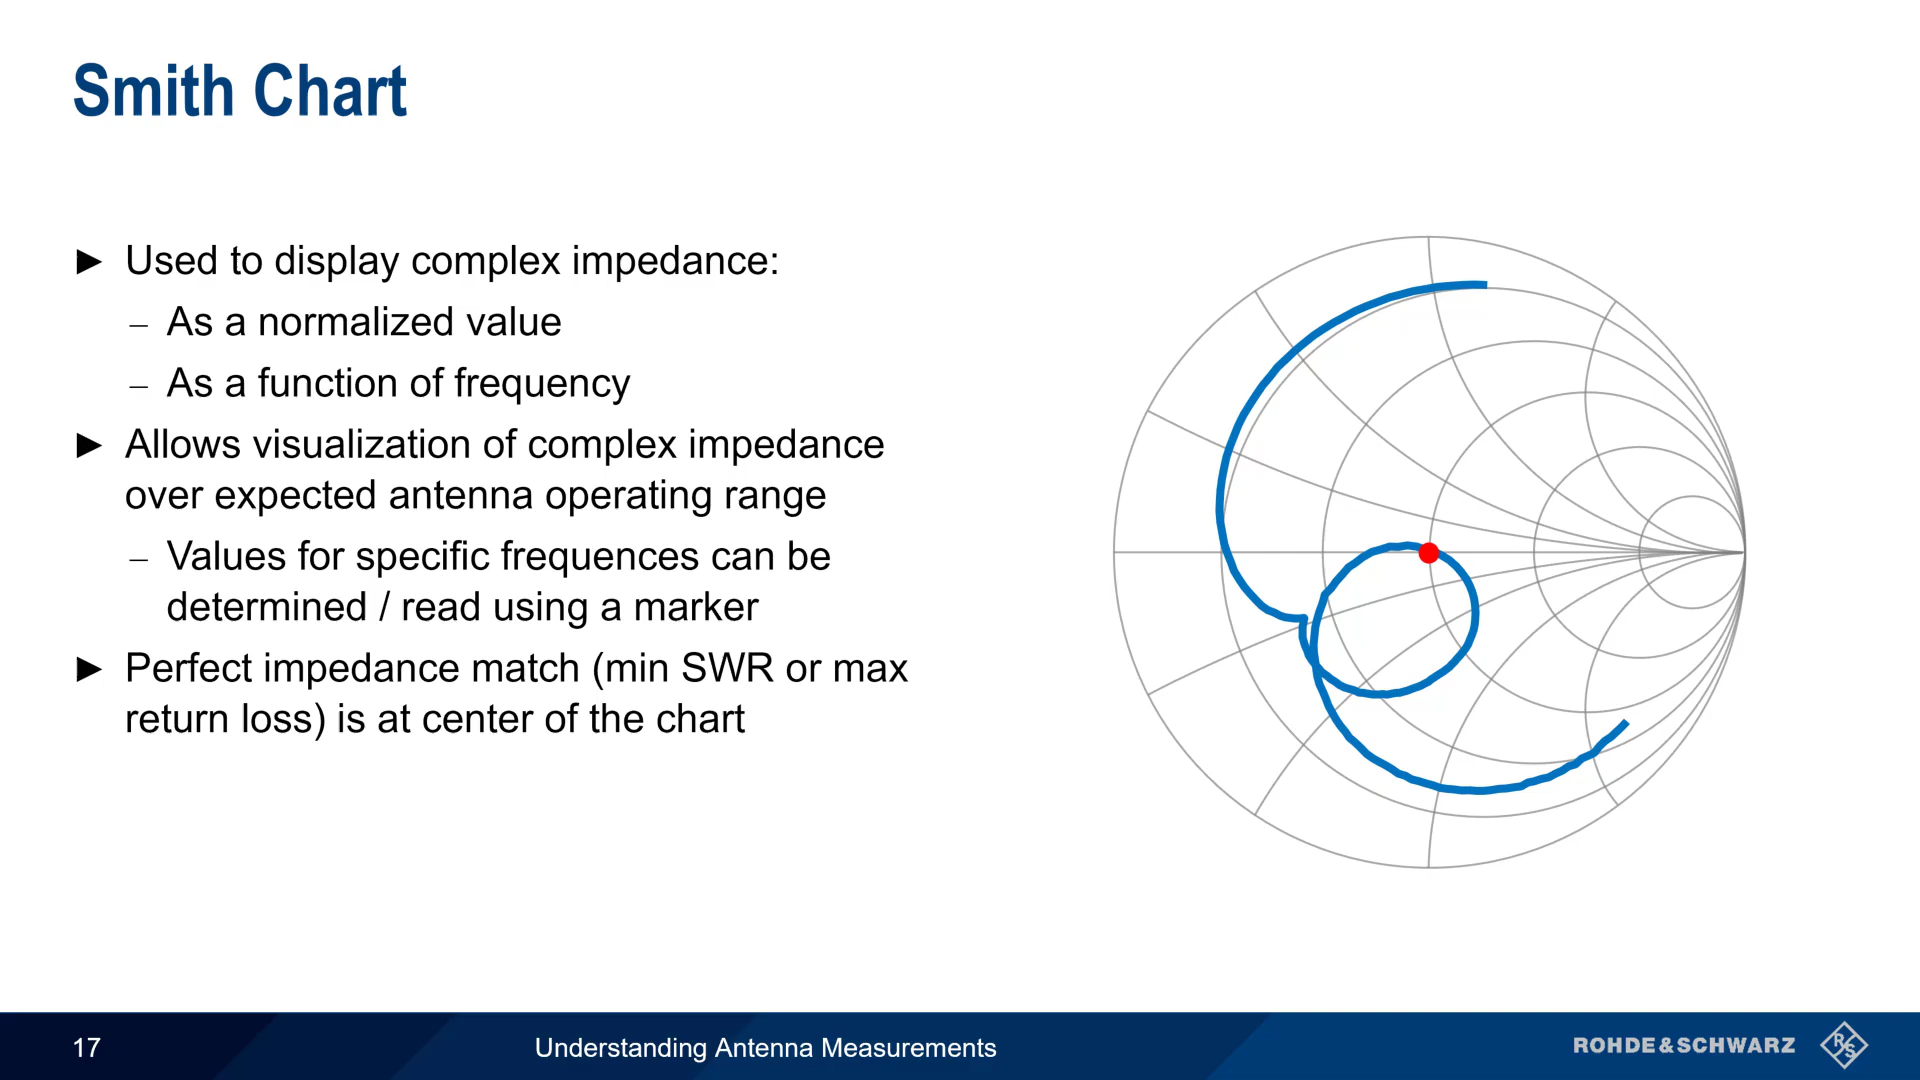 Smith Chart
► Used to display complex impedance:
– As a normalized value
– As a function of frequency
► Allows visualization of complex impedance
over expected antenna operating range
– Values for specific frequences can be
determined / read using a marker
► Perfect impedance match (min SWR or max
return loss) is at center of the chart
17
Understanding Antenna Measurements
ROHDE&SCHWARZ
R&S